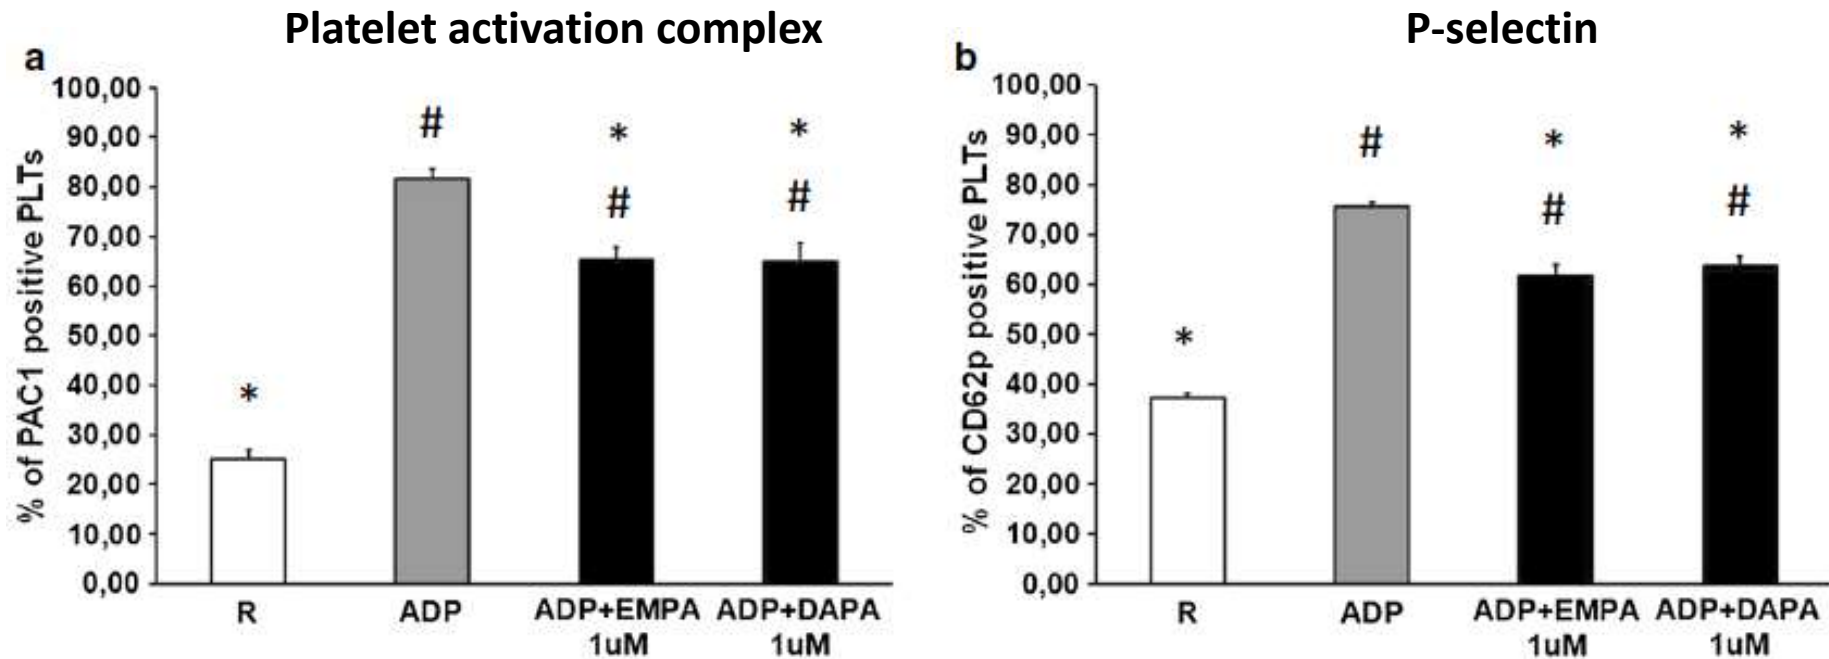 Platelet activation complex
a
% of PAC1 positive PLTs
100,00
90,00
80,00
70,00
60,00
50,00
40,00
30,00
20,00
10,00
0,00
*
#
*
#
*
#
R
ADP
ADP+EMPA
1uM
ADP+DAPA
1uM
P-selectin
b
% of CD62p positive PLTs
100,00
90,00
80,00
70,00
60,00
50,00
40,00
30,00
20,00
10,00
0,00
*
#
*
#
*
#
R
ADP
ADP+EMPA
1uM
ADP+DAPA
1uM